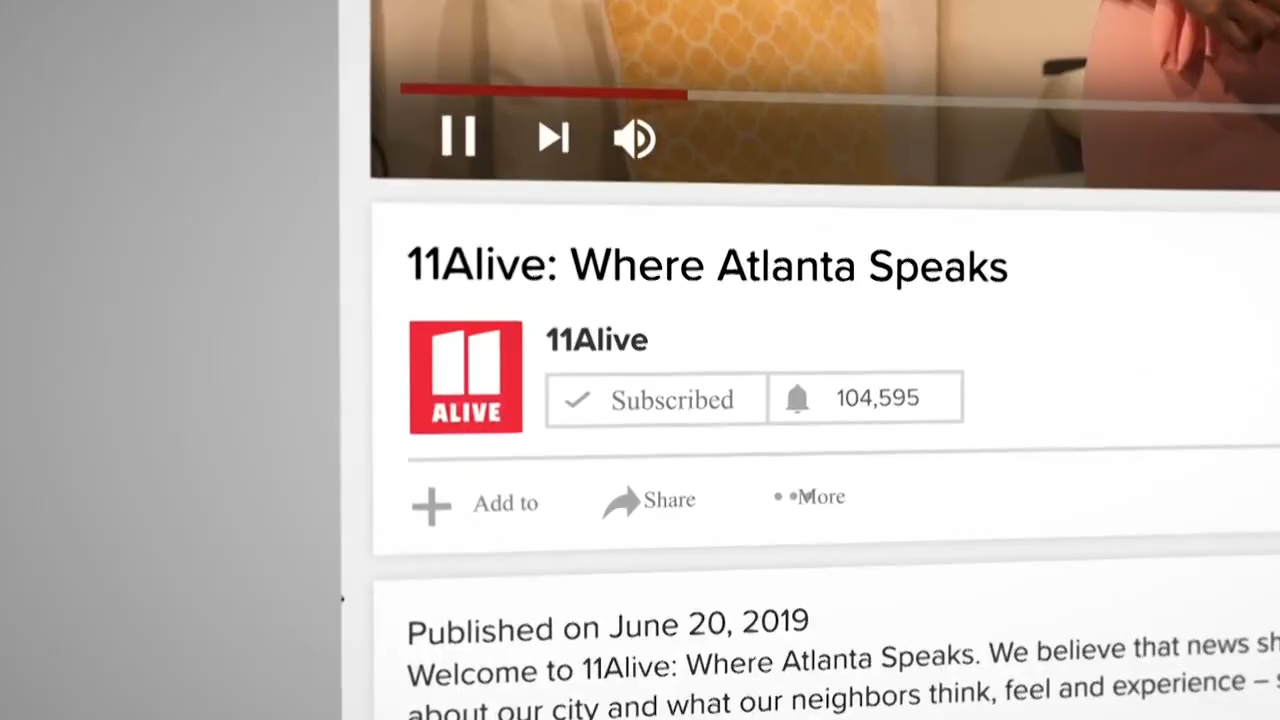 11Alive: Where Atlanta Speaks
ALIVE
11Alive
Subscribed
104,595
Add to
Share
More
Published on June 20, 2019
Welcome to 11Alive: Where Atlanta Speaks. We believe that news
about our city and what our neighbors think, feel and experience –